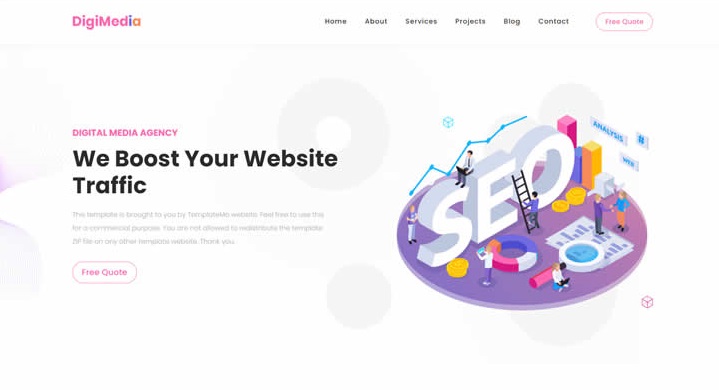 DigiMedia
Home About Services Projects Blog Contact Free Quote
DIGITAL MEDIA AGENCY
We Boost Your Website
Traffic
This template is brought to you by TemplateMo website. Feel free to use this
for a commercial purpose. You are not allowed to redistribute the template
ZIP file on any other template website. Thank you.
Free Quote
SEO
ANALYSIS
#
WEB